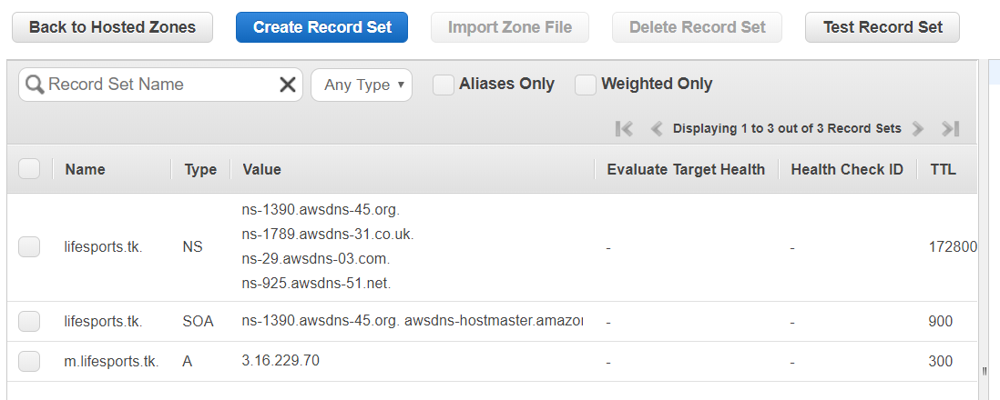 Back to Hosted Zones Create Record Set Import Zone File Delete Record Set Test Record Set
Record Set Name Any Type Aliases Only Weighted Only
Displaying 1 to 3 out of 3 Record Sets
Name Type Value Evaluate Target Health Health Check ID TTL
ns-1390.awsdns-45.org.
ns-1789.awsdns-31.co.uk.
lifesports.tk. NS - - 172800
ns-29.awsdns-03.com.
ns-925.awsdns-51.net.
lifesports.tk. SOA ns-1390.awsdns-45.org. awsdns-hostmaster.amazon - - 900
m.lifesports.tk. A 3.16.229.70 - - 300